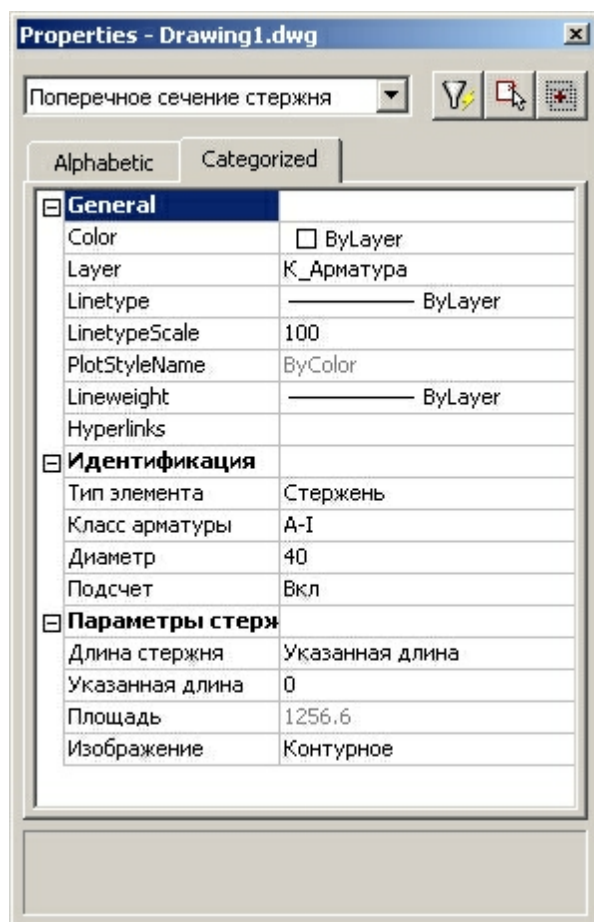 Properties - Drawing1.dwg
Поперечное сечение стержня
Alphabetic Categorized
General
Color ByLayer
Layer К_Арматура
Linetype ByLayer
LinetypeScale 100
PlotStyleName ByColor
Lineweight ByLayer
Hyperlinks
Идентификация
Тип элемента Стержень
Класс арматуры А-I
Диаметр 40
Подсчет Вкл
Параметры стерж
Длина стержня Указанная длина
Указанная длина 0
Площадь 1256.6
Изображение Контурное